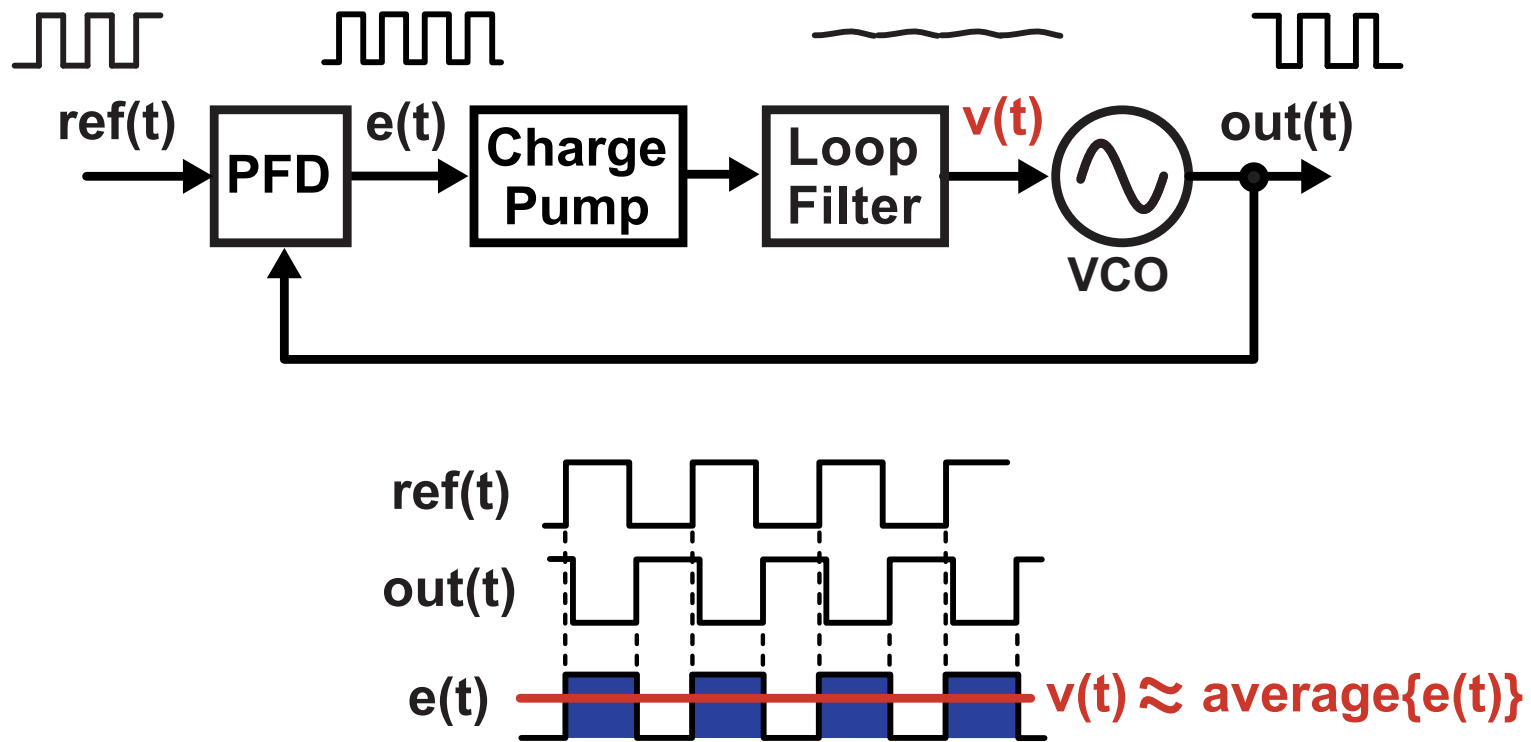 ref(t)
PFD
e(t)
Charge
Pump
Loop
Filter
v(t)
VCO
out(t)
ref(t)
out(t)
e(t)
v(t) ≈ average{e(t)}